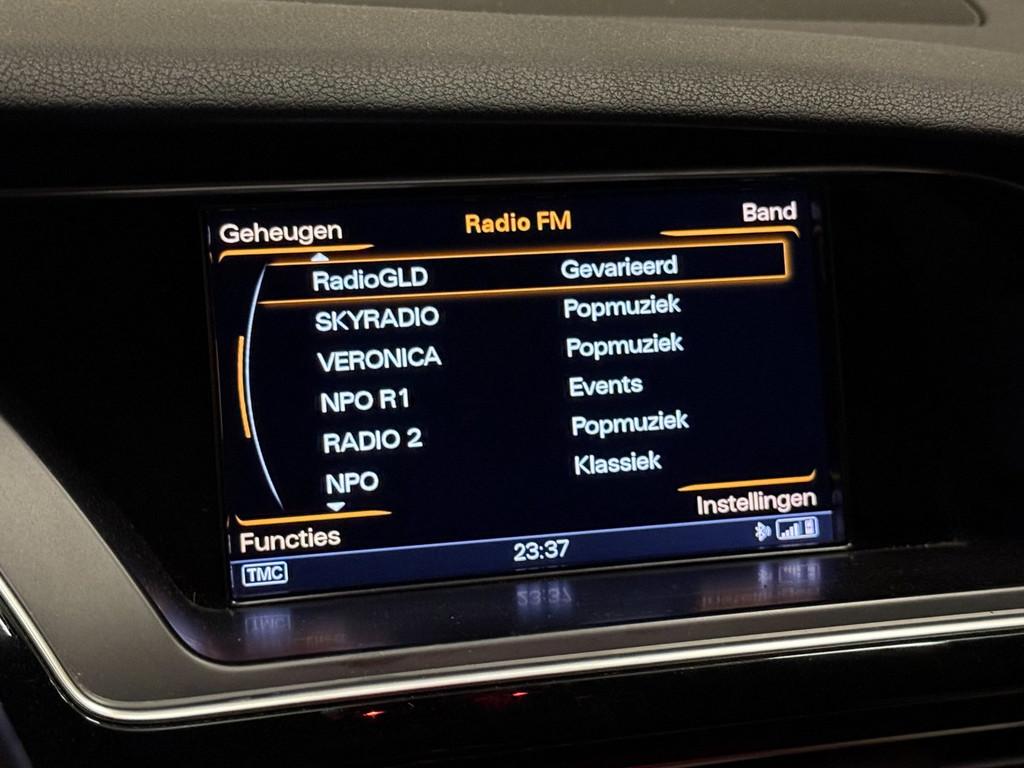 Geheugen Radio FM Band
RadioGLD Gevarieerd
SKYRADIO Popmuziek
VERONICA Popmuziek
NPO R1 Events
RADIO 2 Popmuziek
NPO Klassiek
Functies Instellingen
TMC 23:37